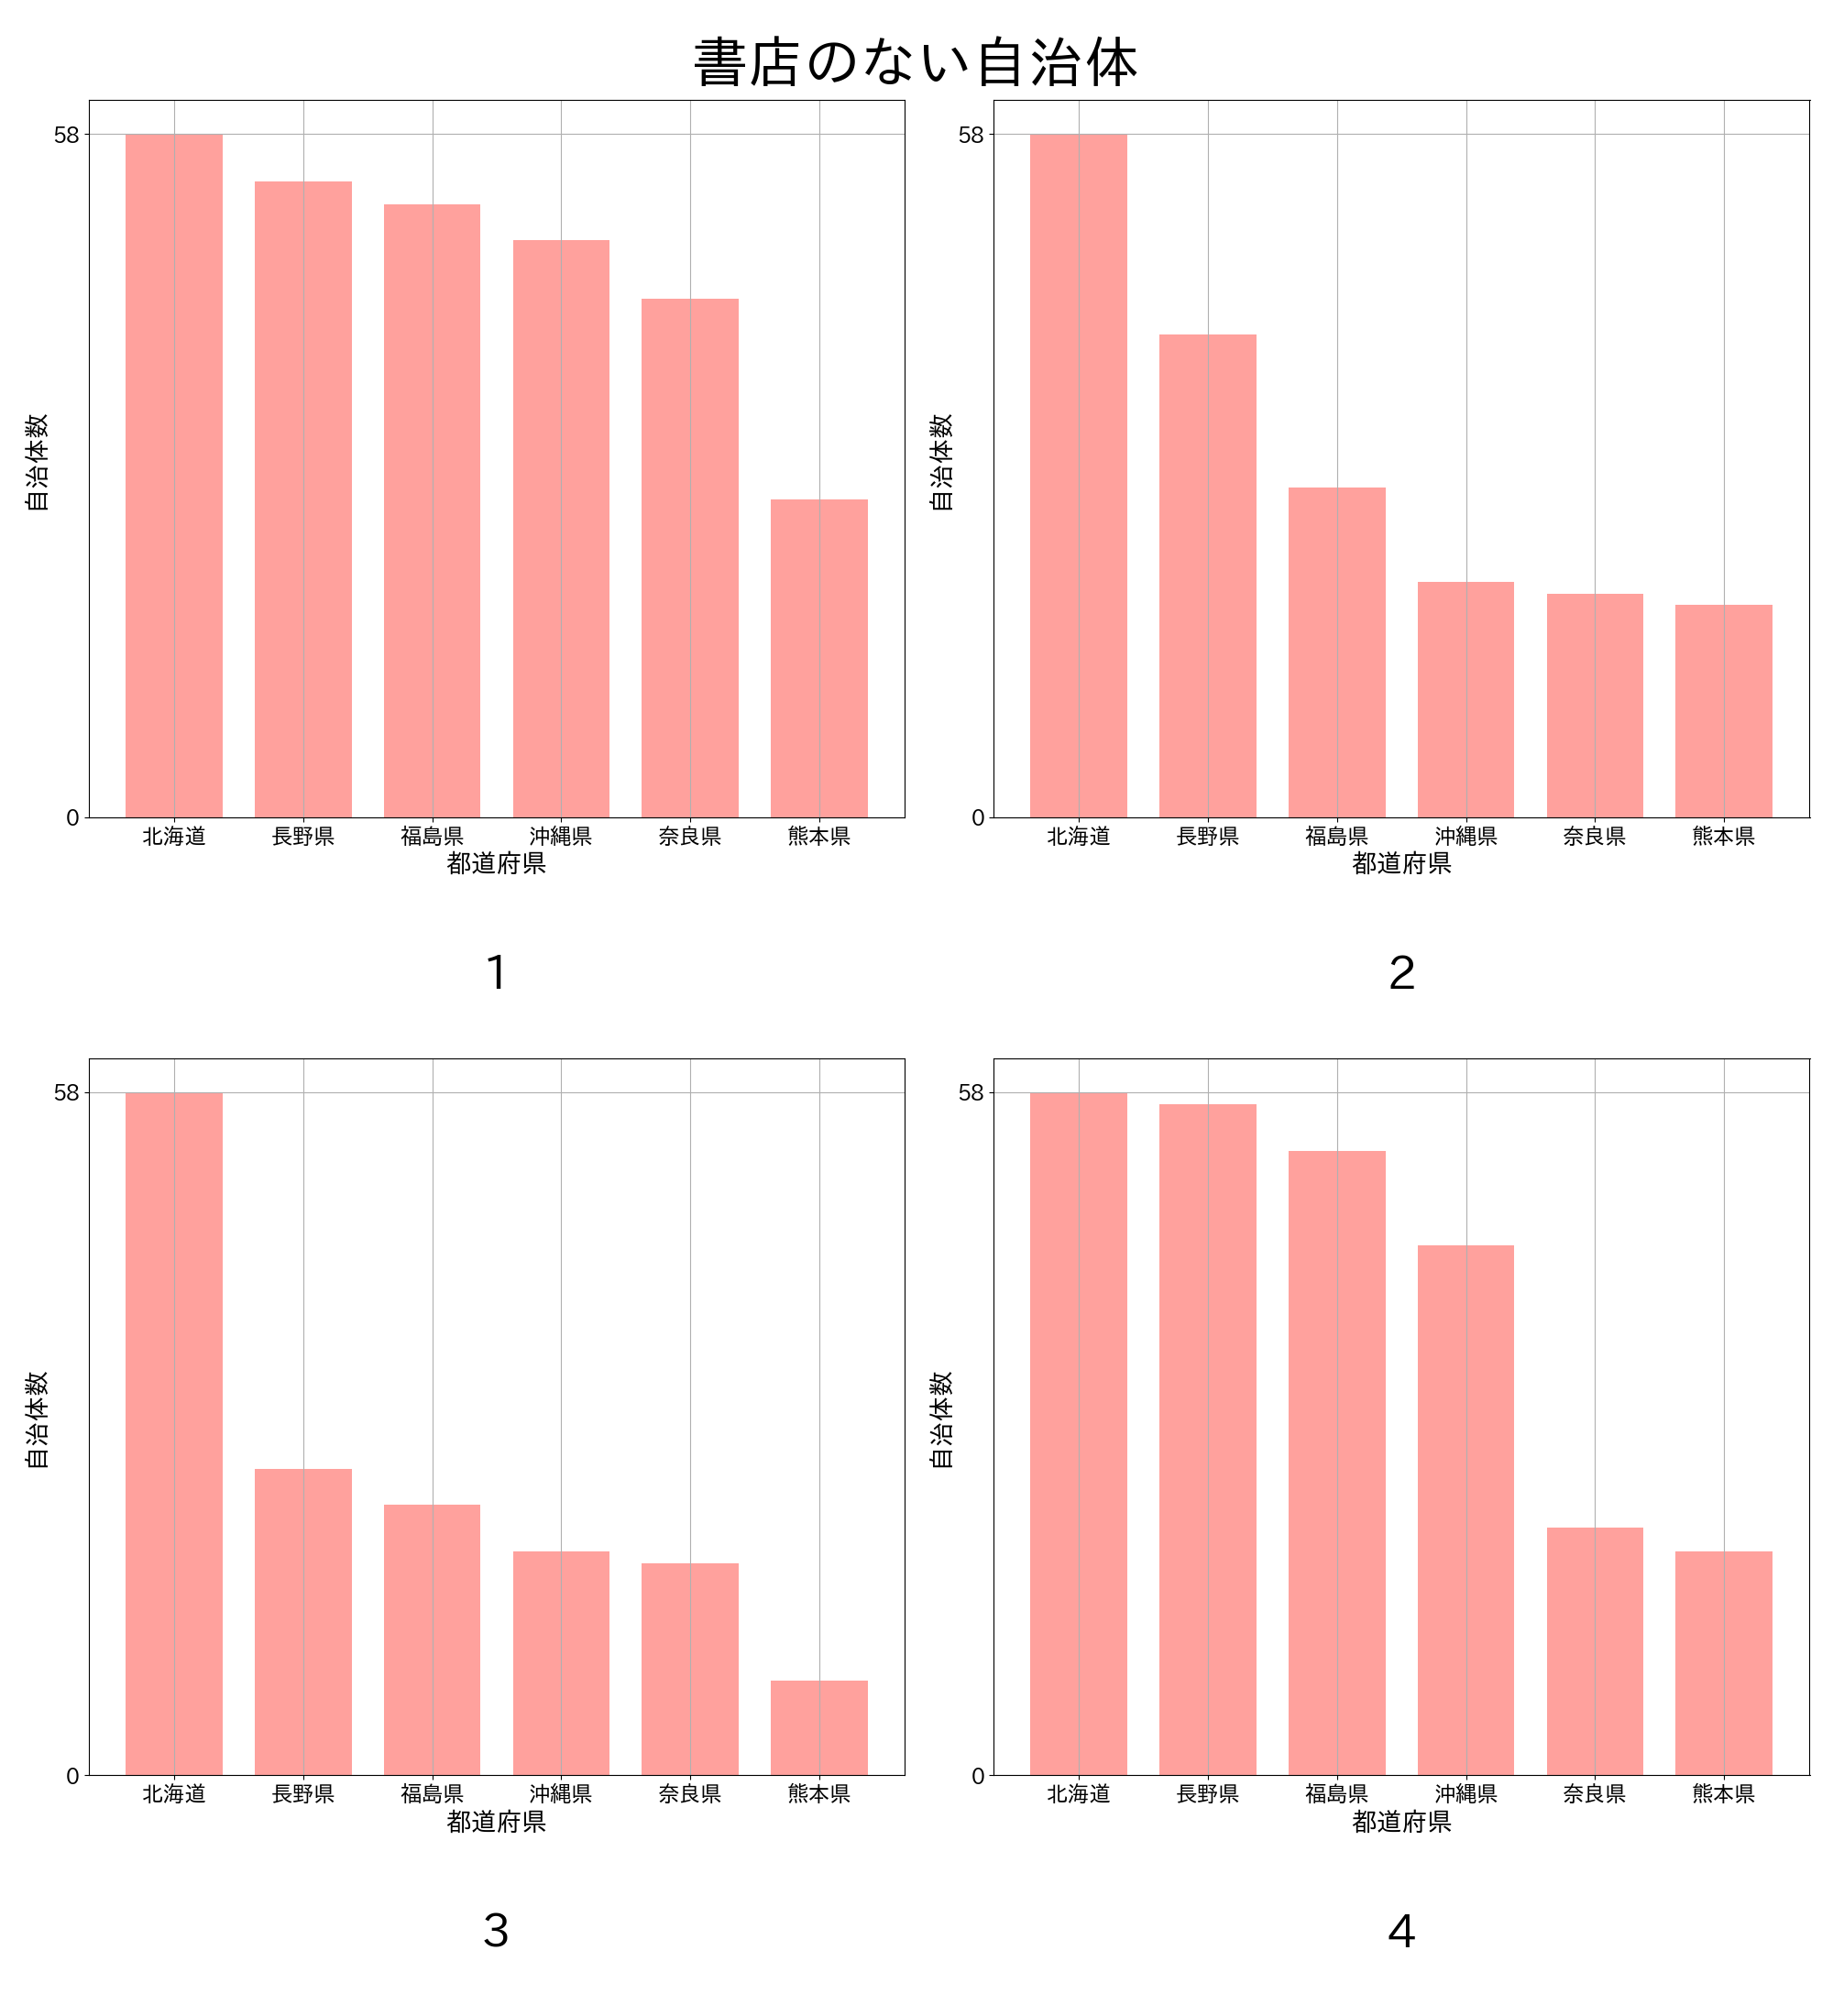 書店のない自治体
58
0
自治体数
北海道 長野県 福島県 沖縄県 奈良県 熊本県
都道府県
1
58
0
自治体数
北海道 長野県 福島県 沖縄県 奈良県 熊本県
都道府県
2
58
0
自治体数
北海道 長野県 福島県 沖縄県 奈良県 熊本県
都道府県
3
58
0
自治体数
北海道 長野県 福島県 沖縄県 奈良県 熊本県
都道府県
4